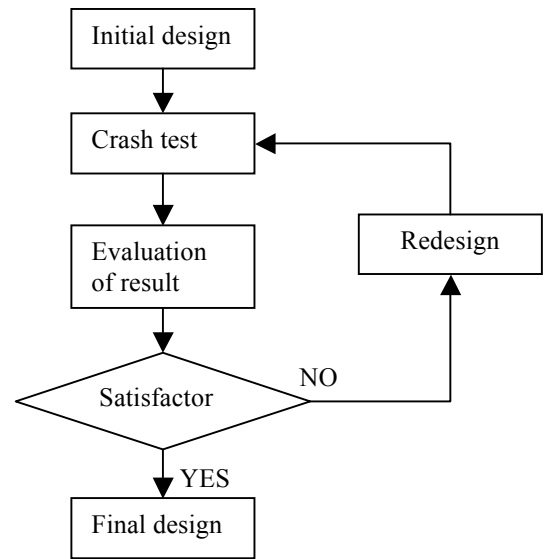 Initial design
Crash test
Evaluation
of result
Redesign
Satisfactor
NO
YES
Final design